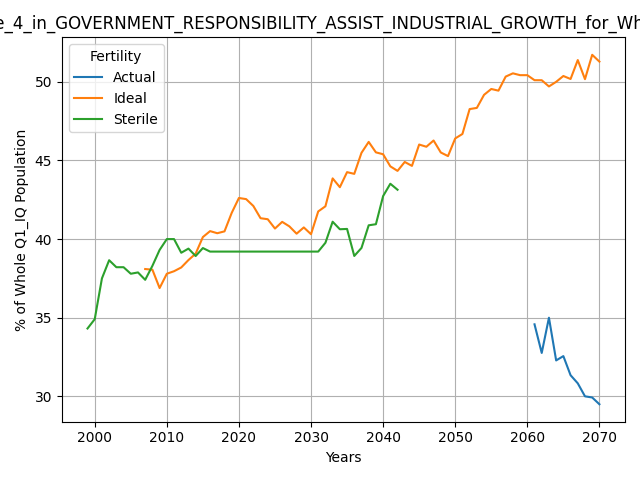 e_4_in_GOVERNMENT_RESPONSIBILITY_ASSIST_INDUSTRIAL_GROWTH_for_Wh
Fertility
Actual
Ideal
Sterile
% of Whole Q1_IQ Population
50
45
40
35
30
2000 2010 2020 2030 2040 2050 2060 2070
Years